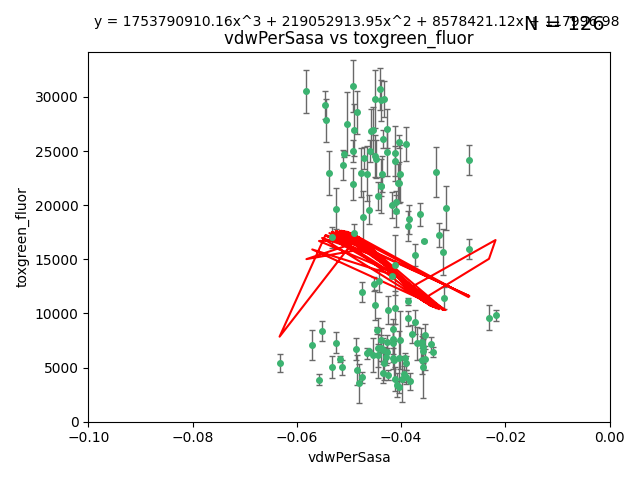 y = 1753790910.16x^3 + 219052913.95x^2 + 8578421.12x + 117996.98
N = 126
vdwPerSasa vs toxgreen_fluor
30000
25000
20000
15000
10000
5000
0
toxgreen_fluor
−0.10 −0.08 −0.06 −0.04 −0.02 0.00
vdwPerSasa